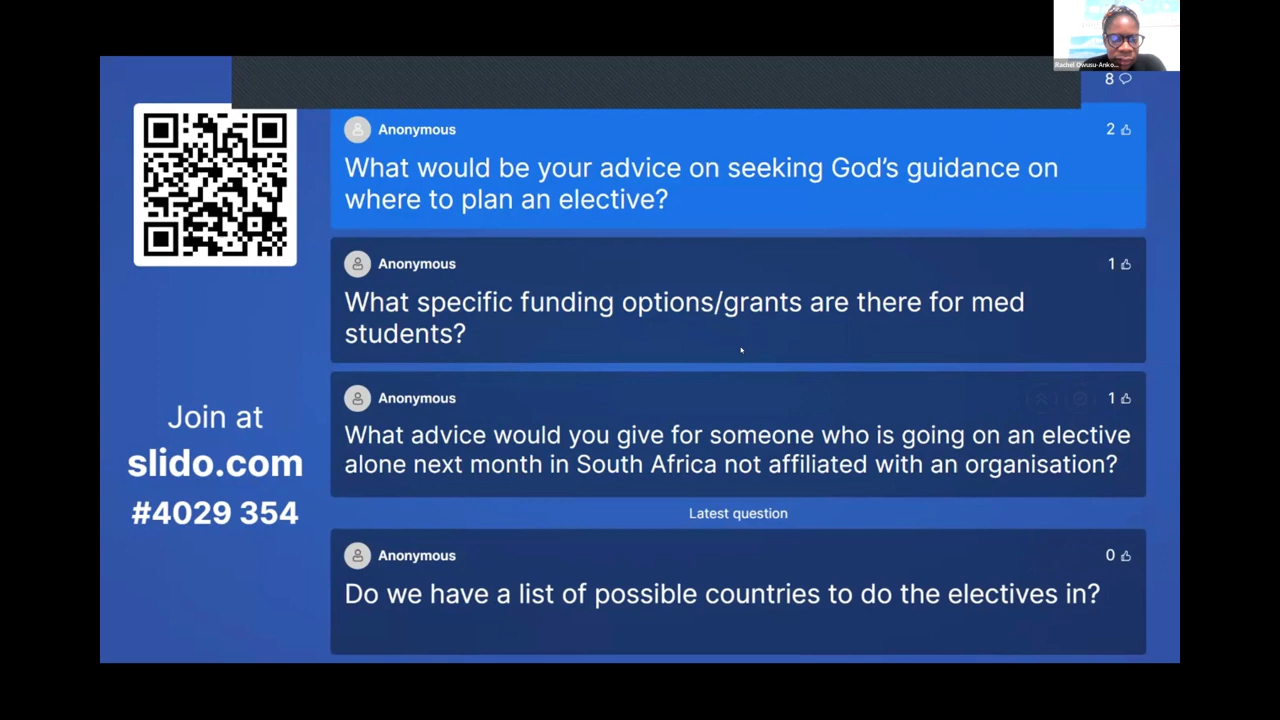 Rachel Owusu-Anko...
8
Anonymous
2
What would be your advice on seeking God's guidance on
where to plan an elective?
Anonymous
1
What specific funding options/grants are there for med
students?
Anonymous
1
What advice would you give for someone who is going on an elective
alone next month in South Africa not affiliated with an organisation?
Join at
slido.com
#4029 354
Latest question
Anonymous
0
Do we have a list of possible countries to do the electives in?